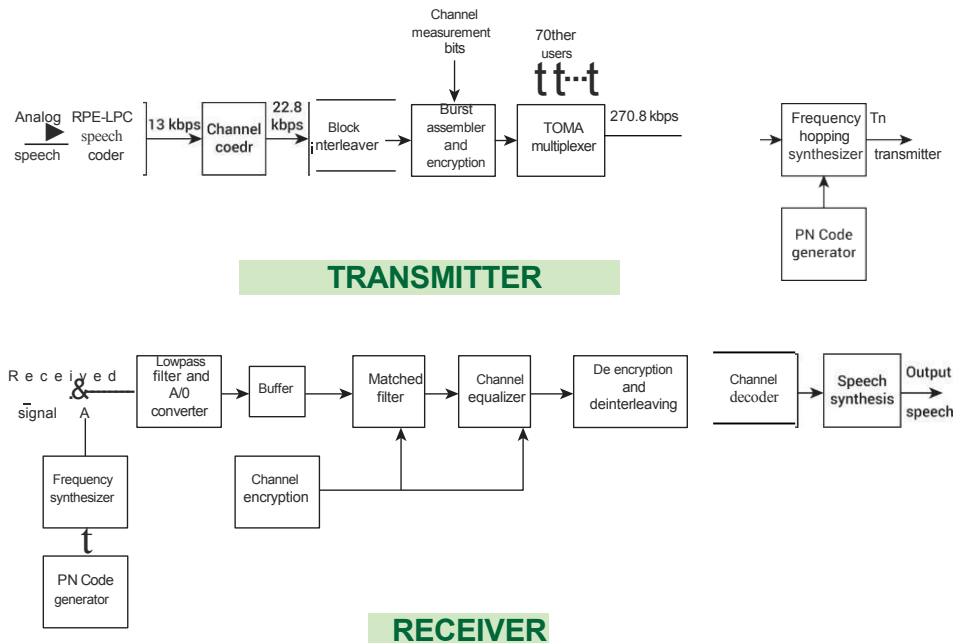 Channel
measurement
bits
70ther
users
t t···t
Analog
speech
RPE-LPC
speech
coder
13 kbps
Channel
coedr
22.8
kbps
Block
interleaver
Burst
assembler
and
encryption
TOMA
multiplexer
270.8 kbps
Frequency
hopping
synthesizer
Tn
transmitter
PN Code
generator
TRANSMITTER
Received
signal
&
A
Lowpass
filter and
A/0
converter
Buffer
Matched
filter
Channel
equalizer
De encryption
and
deinterleaving
Channel
decoder
Speech
synthesis
Output
speech
Frequency
synthesizer
t
PN Code
generator
Channel
encryption
RECEIVER